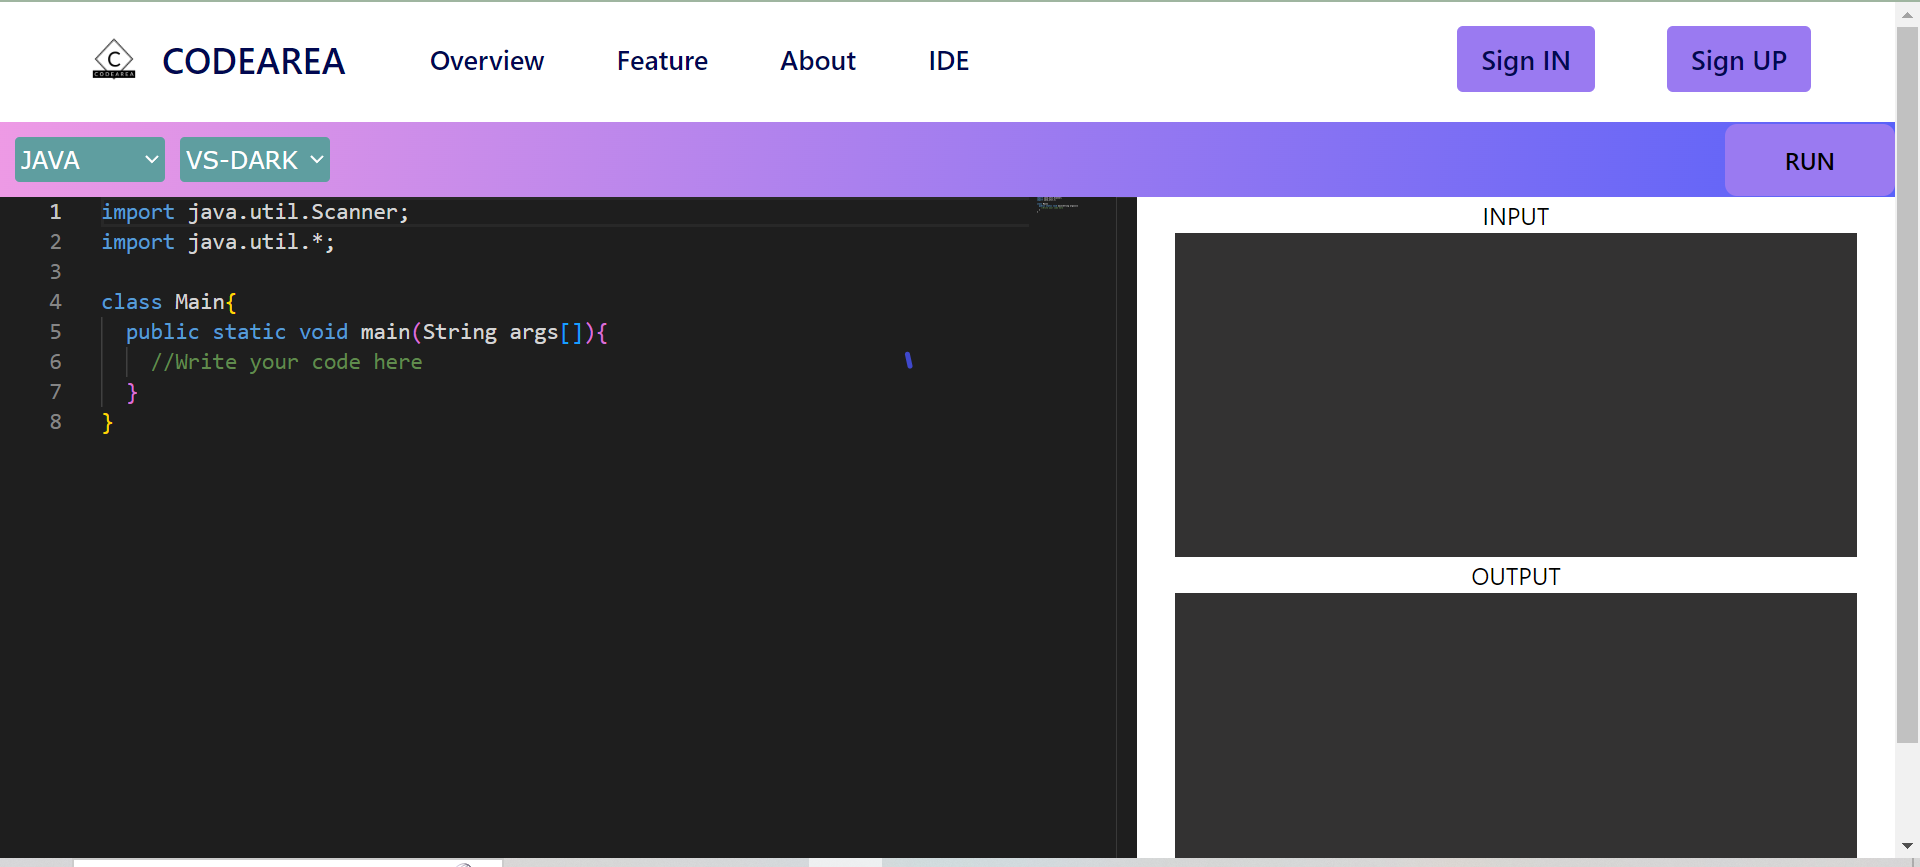 C
CODEAREA
CODEAREA
Overview
Feature
About
IDE
Sign IN
Sign UP
JAVA
VS-DARK
RUN
1 import java.util.Scanner;
2 import java.util.*;
3
4 class Main{
5 public static void main(String args[]){
6 //Write your code here
7 }
8 }
INPUT
OUTPUT